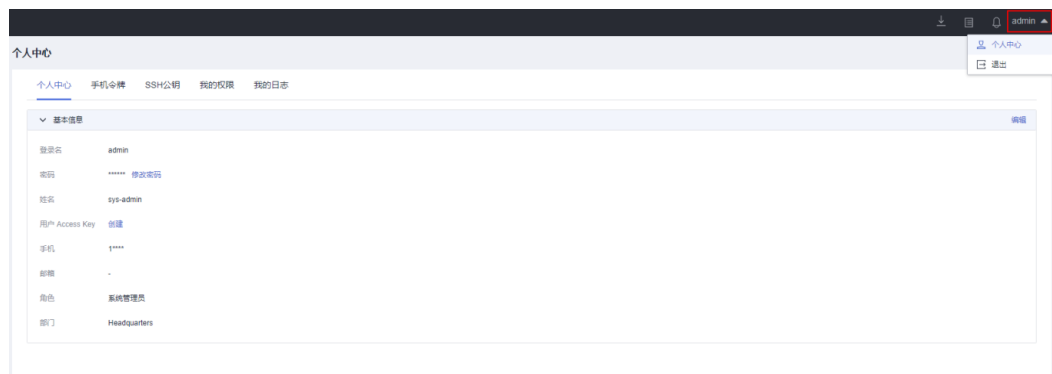 admin
个人中心
个人中心
退出
个人中心 手机令牌 SSH公钥 我的权限 我的日志
基本信息 编辑
登录名 admin
密码 ****** 修改密码
姓名 sys-admin
用户 Access Key 创建
手机 1****
邮箱 -
角色 系统管理员
部门 Headquarters